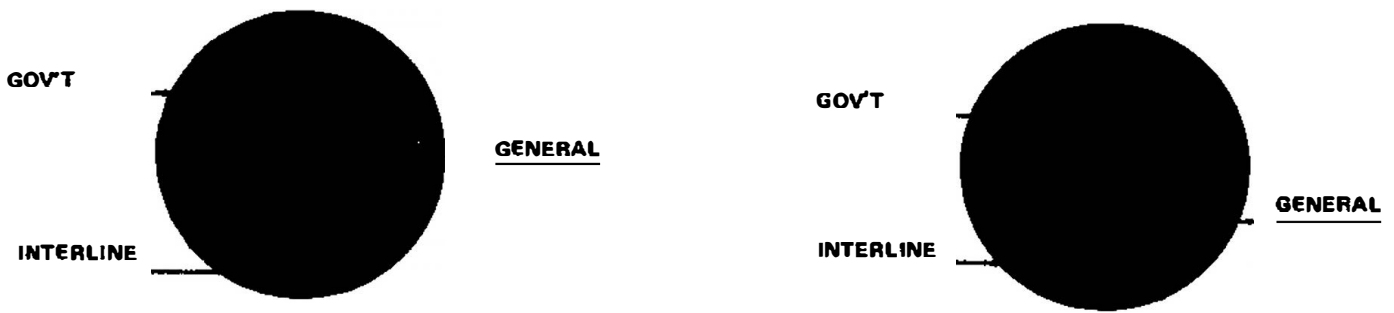 GOV'T
GENERAL
INTERLINE
GOV'T
GENERAL
INTERLINE